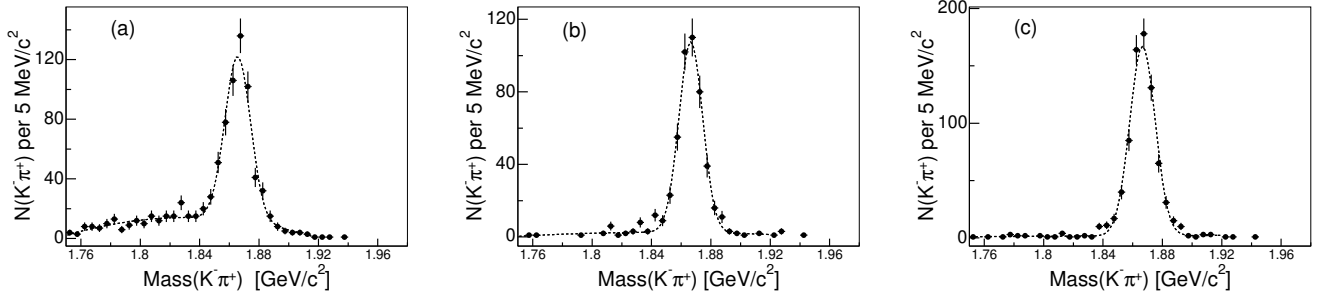 (a)
N(K⁻π⁺) per 5 MeV/c²
120
80
40
0
1.76 1.8 1.84 1.88 1.92 1.96
Mass(K⁻π⁺) [GeV/c²]
(b)
N(K⁻π⁺) per 5 MeV/c²
120
80
40
0
1.76 1.8 1.84 1.88 1.92 1.96
Mass(K⁻π⁺) [GeV/c²]
(c)
N(K⁻π⁺) per 5 MeV/c²
200
100
0
1.76 1.8 1.84 1.88 1.92 1.96
Mass(K⁻π⁺) [GeV/c²]